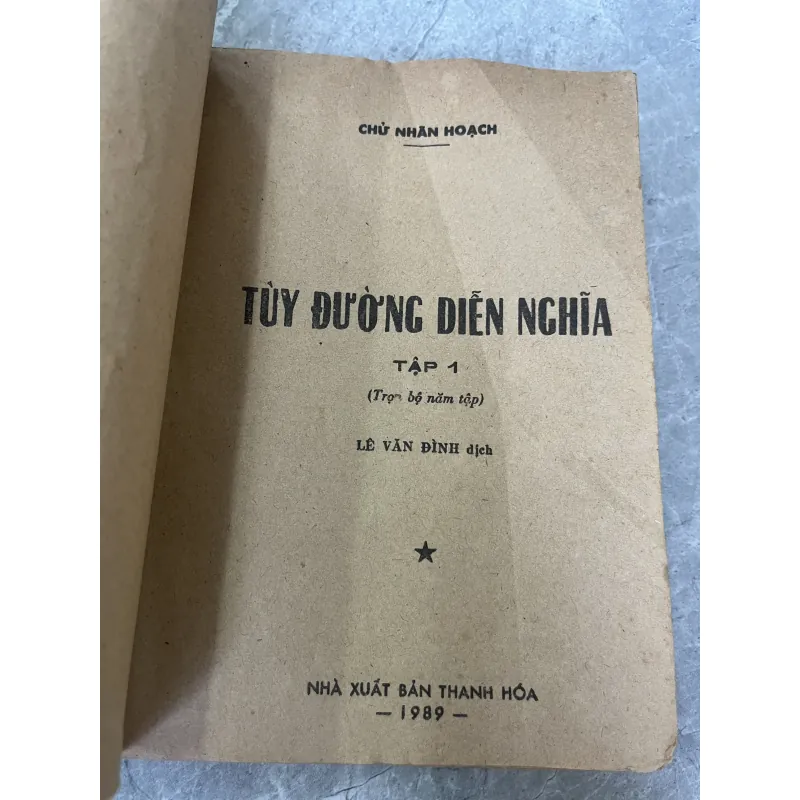 CHỬ NHÂN HOẠCH
TÙY ĐƯỜNG DIỄN NGHĨA
TẬP 1
(Trọn bộ năm tập)
LÊ VĂN ĐÌNH dịch
NHÀ XUẤT BẢN THANH HÓA
— 1989 —